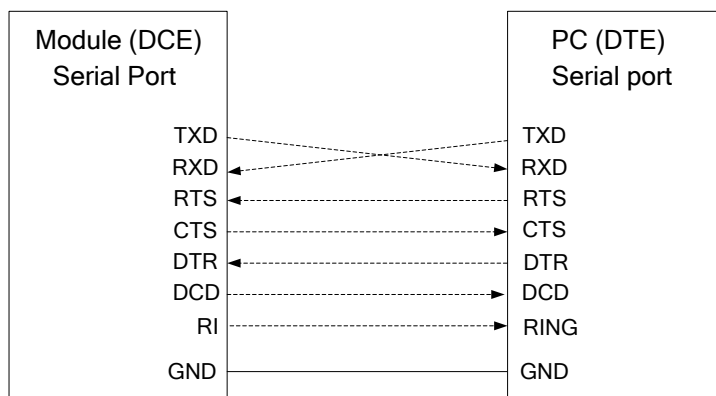 Module (DCE)
Serial Port
TXD
RXD
RTS
CTS
DTR
DCD
RI
GND
PC (DTE)
Serial port
TXD
RXD
RTS
CTS
DTR
DCD
RING
GND